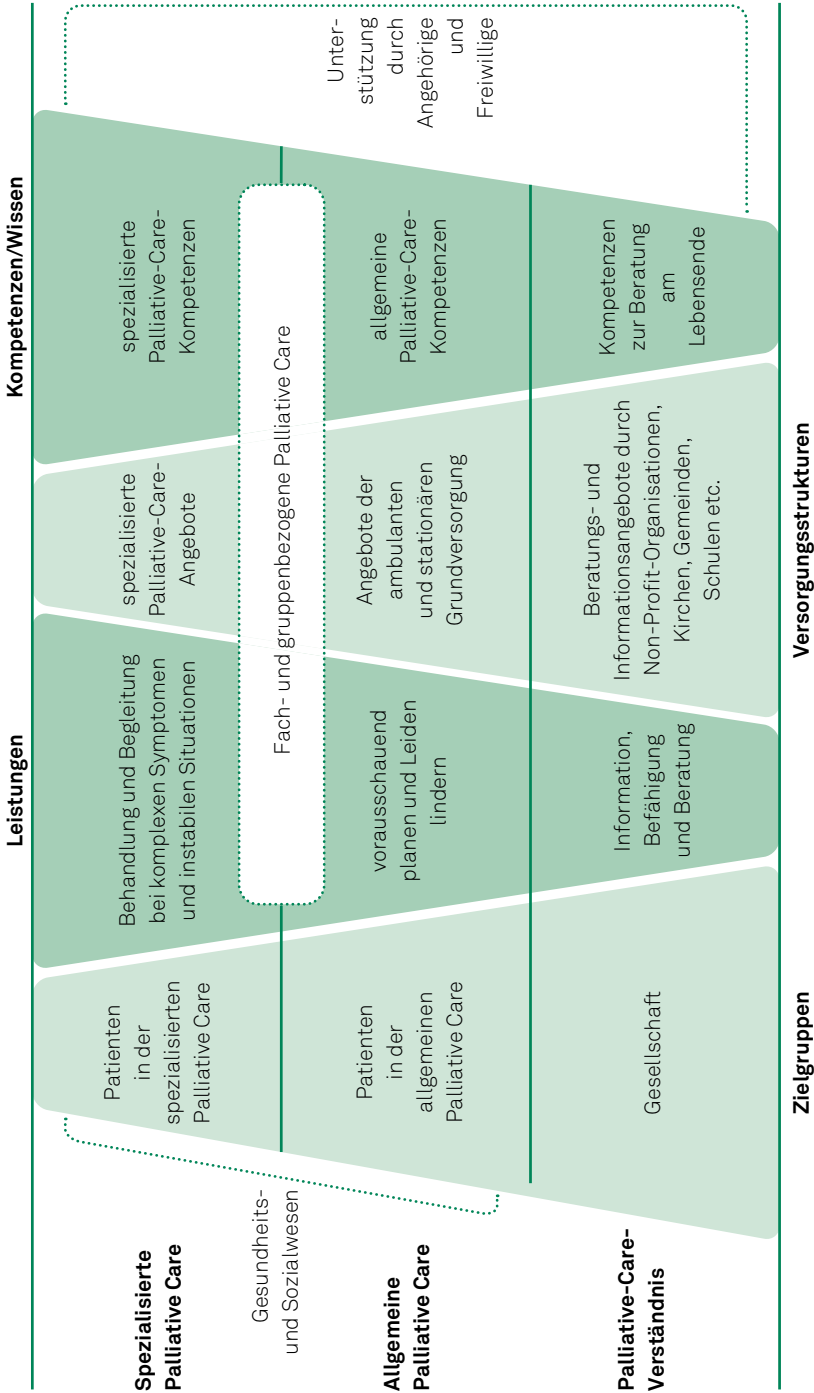 Leistungen
Kompetenzen/Wissen
Spezialisierte
Palliative Care
Patienten
in der
spezialisierten
Palliative Care
Behandlung und Begleitung
bei komplexen Symptomen
und instabilen Situationen
spezialisierte
Palliative-Care-
Angebote
spezialisierte
Palliative-Care-
Kompetenzen
Gesundheits-
und Sozialwesen
Fach- und gruppenbezogene Palliative Care
Unter-
stützung
durch
Angehörige
und
Freiwillige
Allgemeine
Palliative Care
Patienten
in der
allgemeinen
Palliative Care
vorausschauend
planen und Leiden
lindern
Angebote der
ambulanten
und stationären
Grundversorgung
allgemeine
Palliative-Care-
Kompetenzen
Palliative-Care-
Verständnis
Gesellschaft
Information,
Befähigung
und Beratung
Beratungs- und
Informationsangebote durch
Non-Profit-Organisationen,
Kirchen, Gemeinden,
Schulen etc.
Kompetenzen
zur Beratung
am
Lebensende
Zielgruppen
Versorgungsstrukturen